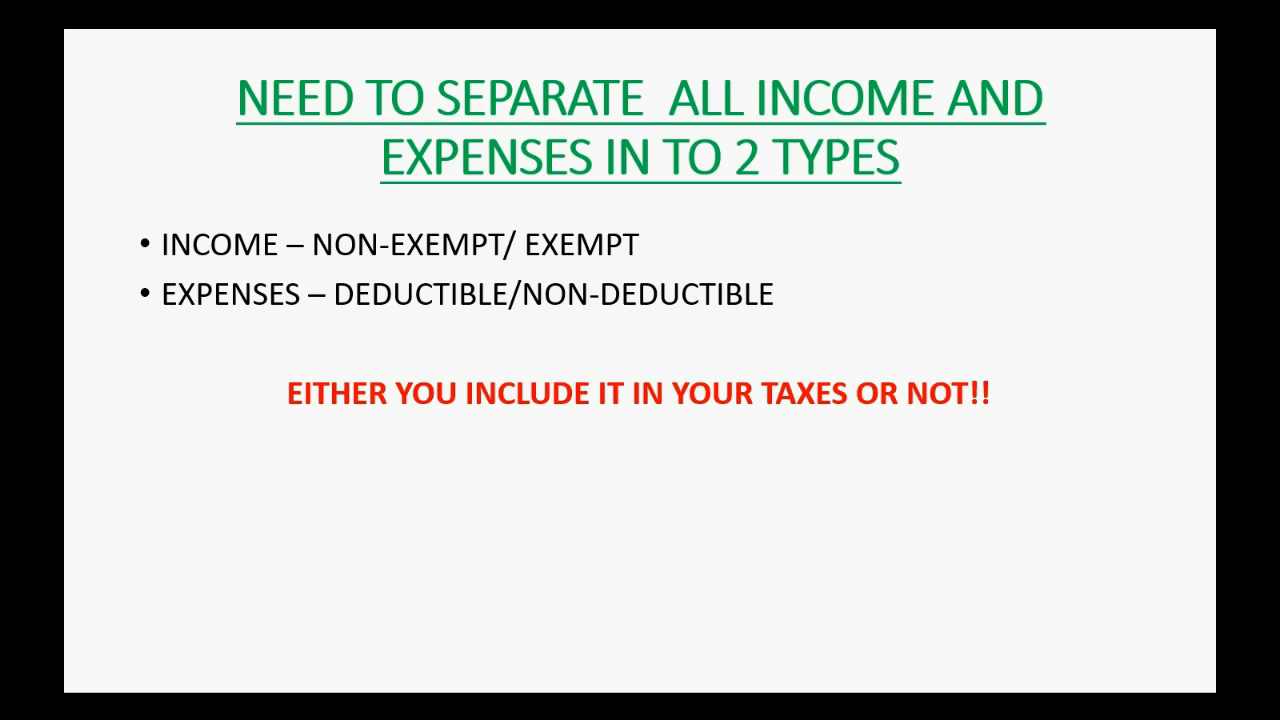 NEED TO SEPARATE  ALL INCOME AND
EXPENSES IN TO 2 TYPES
• INCOME – NON-EXEMPT/ EXEMPT
• EXPENSES – DEDUCTIBLE/NON-DEDUCTIBLE
EITHER YOU INCLUDE IT IN YOUR TAXES OR NOT!!